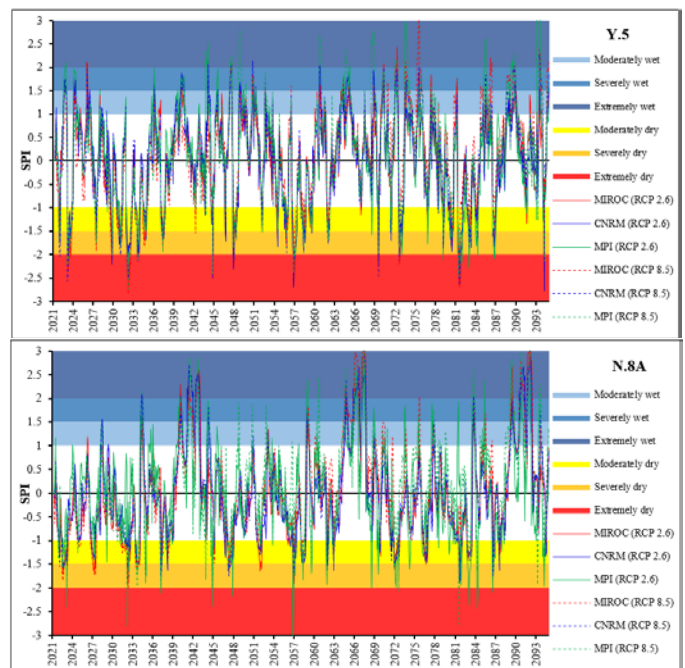 Y.5
3
2.5
2
1.5
1
0.5
0
-0.5
-1
-1.5
-2
-2.5
-3
SPI
2021
2024
2027
2030
2033
2036
2039
2042
2045
2048
2051
2054
2057
2060
2063
2066
2069
2072
2075
2078
2081
2084
2087
2090
2093
Moderately wet
Severely wet
Extremely wet
Moderately dry
Severely dry
Extremely dry
MIROC (RCP 2.6)
CNRM (RCP 2.6)
MPI (RCP 2.6)
MIROC (RCP 8.5)
CNRM (RCP 8.5)
MPI (RCP 8.5)
N.8A
3
2.5
2
1.5
1
0.5
0
-0.5
-1
-1.5
-2
-2.5
-3
SPI
2021
2024
2027
2030
2033
2036
2039
2042
2045
2048
2051
2054
2057
2060
2063
2066
2069
2072
2075
2078
2081
2084
2087
2090
2093
Moderately wet
Severely wet
Extremely wet
Moderately dry
Severely dry
Extremely dry
MIROC (RCP 2.6)
CNRM (RCP 2.6)
MPI (RCP 2.6)
MIROC (RCP 8.5)
CNRM (RCP 8.5)
MPI (RCP 8.5)